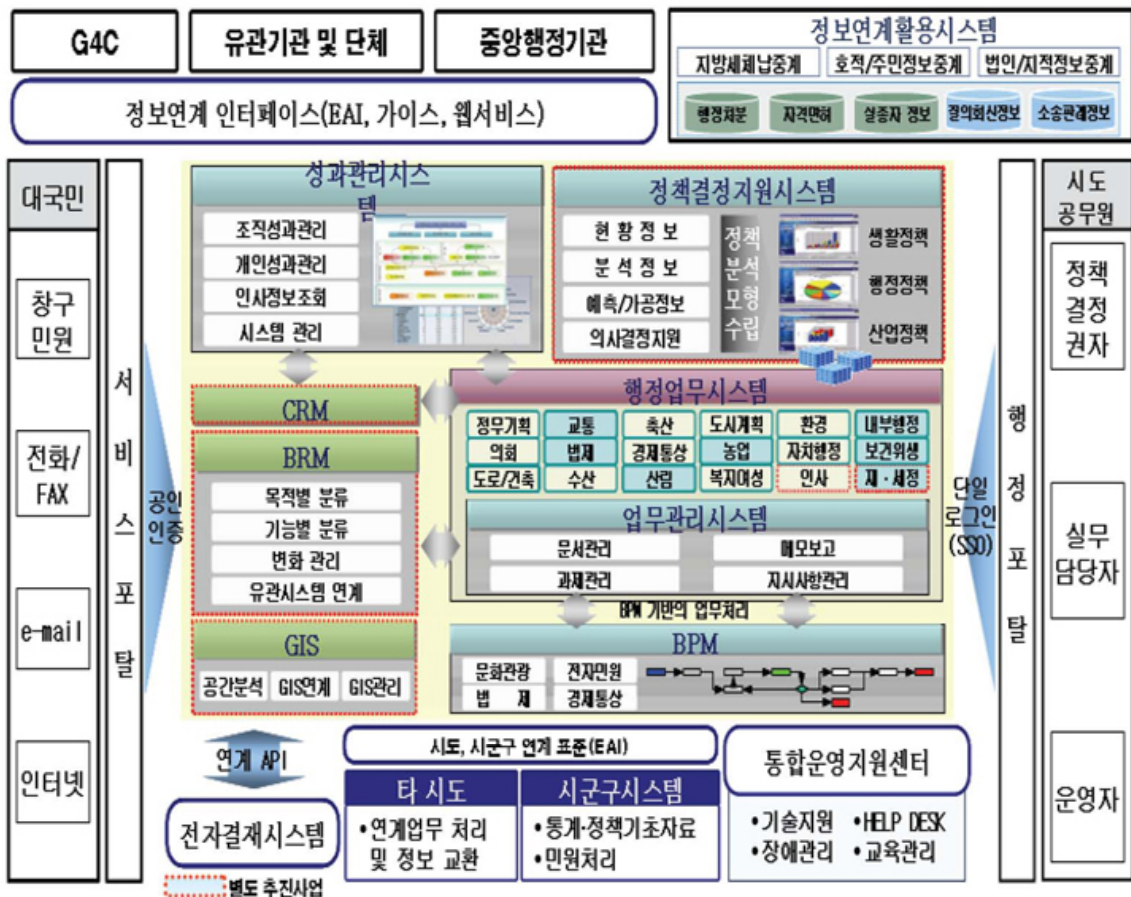 G4C
유관기관 및 단체
중앙행정기관
정보연계 인터페이스(EAI, 가이스, 웹서비스)
정보연계활용시스템
지방세체납중계
호적/주민정보중계
법인/지적정보중계
행정처분
자격면허
실종자 정보
질의회신정보
소송판례정보
대국민
창구
민원
전화/
FAX
e-mail
인터넷
서
비
스
포
탈
공인
인증
성과관리시스
템
조직성과관리
개인성과관리
인사정보조회
시스템 관리
정책결정지원시스템
현 황 정 보
분 석 정 보
예측/가공정보
의사결정지원
정책
분석
모형
수립
생활정책
행정정책
산업정책
CRM
BRM
목적별 분류
기능별 분류
변화 관리
유관시스템 연계
GIS
공간분석
GIS연계
GIS관리
행정업무시스템
정무기획
교통
축산
도시계획
환경
내부행정
의회
법제
경제통상
농업
자치행정
보건위생
도로/건축
수산
산림
복지여성
인사
재·세정
업무관리시스템
문서관리
메모보고
과제관리
지시사항관리
BPM 기반의 업무처리
BPM
문화관광
전자민원
법 제
경제통상
단일
로그인
(SSO)
행
정
포
탈
시도
공무원
정책
결정
권자
실무
담당자
운영자
연계 API
전자결재시스템
별도 추진사업
시도, 시군구 연계 표준(EAI)
타 시도
•연계업무 처리
및 정보 교환
시군구시스템
•통계·정책기초자료
•민원처리
통합운영지원센터
•기술지원 •HELP DESK
•장애관리 •교육관리